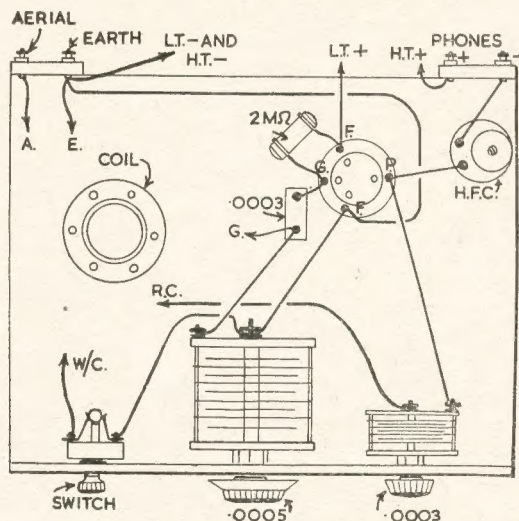 AERIAL
EARTH
L.T.- AND
H.T.-
L.T.+
H.T.+
PHONES
+
-
A.
E.
2MΩ
F.
G.
P.
F.
H.F.C.
COIL
.0003
G.
R.C.
W/C.
SWITCH
.0005
.0003